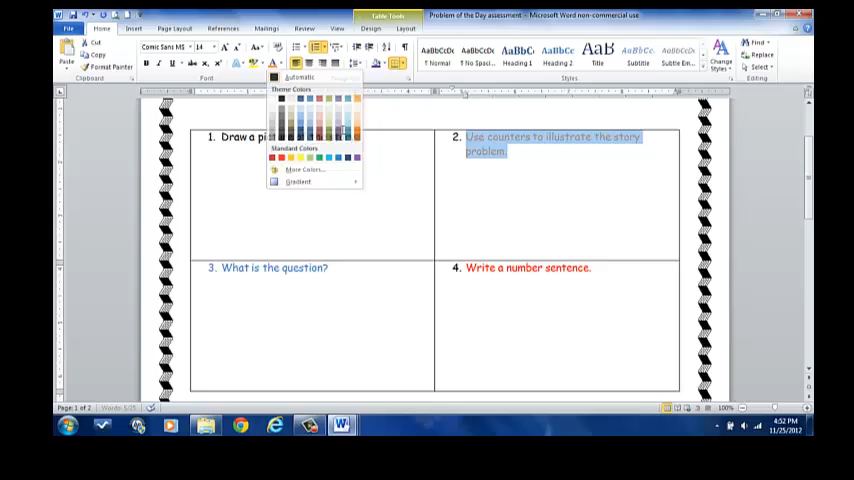 Table Tools
Problem of the Day assessment - Microsoft Word non-commercial use
File Home Insert Page Layout References Mailings Review View Design Layout
Cut
Copy
Format Painter
Paste
Clipboard
Comic Sans MS 14
Font
Automatic
Theme Colors
Standard Colors
More Colors...
Gradient
AaBbCcDc AaBbCcDc AaBbC AaBbCc AaB AaBbCcL AaBbCcDc
¶ Normal ¶ No Spaci... Heading 1 Heading 2 Title Subtitle Subtle Em...
Styles
Change Styles
Find
Replace
Select
Editing
1. Draw a
2. Use counters to illustrate the story
problem.
3. What is the question?
4. Write a number sentence.
Page: 1 of 2 Words: 5/25
100%
4:52 PM
11/25/2012